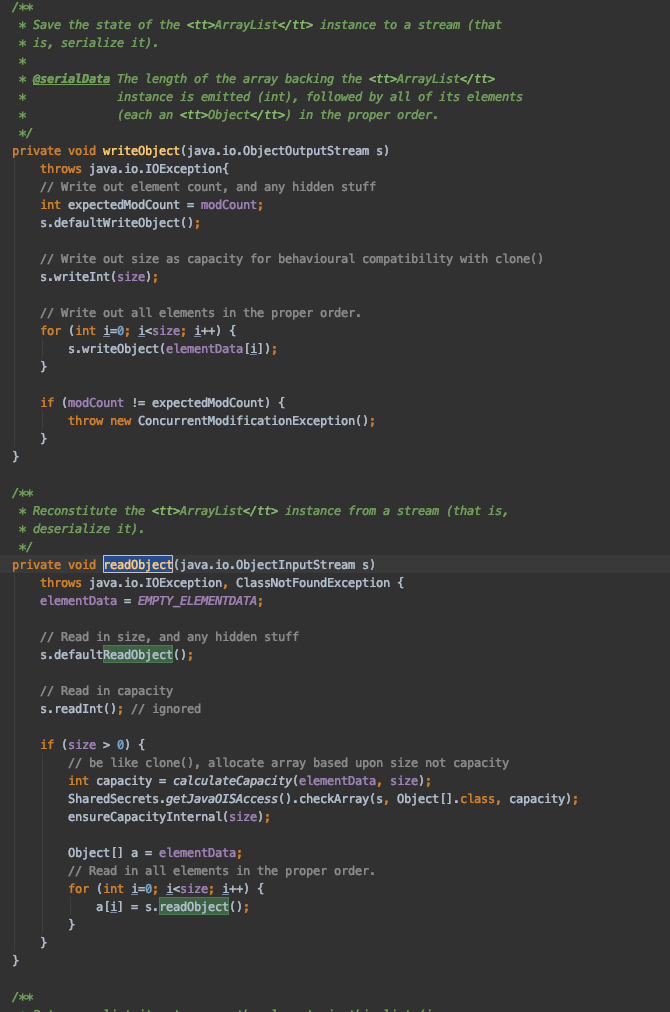 /**
 * Save the state of the <tt>ArrayList</tt> instance to a stream (that
 * is, serialize it).
 *
 * @serialData The length of the array backing the <tt>ArrayList</tt>
 *             instance is emitted (int), followed by all of its elements
 *             (each an <tt>Object</tt>) in the proper order.
 */
private void writeObject(java.io.ObjectOutputStream s)
    throws java.io.IOException{
    // Write out element count, and any hidden stuff
    int expectedModCount = modCount;
    s.defaultWriteObject();

    // Write out size as capacity for behavioural compatibility with clone()
    s.writeInt(size);

    // Write out all elements in the proper order.
    for (int i=0; i<size; i++) {
        s.writeObject(elementData[i]);
    }

    if (modCount != expectedModCount) {
        throw new ConcurrentModificationException();
    }
}

/**
 * Reconstitute the <tt>ArrayList</tt> instance from a stream (that is,
 * deserialize it).
 */
private void readObject(java.io.ObjectInputStream s)
    throws java.io.IOException, ClassNotFoundException {
    elementData = EMPTY_ELEMENTDATA;

    // Read in size, and any hidden stuff
    s.defaultReadObject();

    // Read in capacity
    s.readInt(); // ignored

    if (size > 0) {
        // be like clone(), allocate array based upon size not capacity
        int capacity = calculateCapacity(elementData, size);
        SharedSecrets.getJavaOISAccess().checkArray(s, Object[].class, capacity);
        ensureCapacityInternal(size);

        Object[] a = elementData;
        // Read in all elements in the proper order.
        for (int i=0; i<size; i++) {
            a[i] = s.readObject();
        }
    }
}

/**